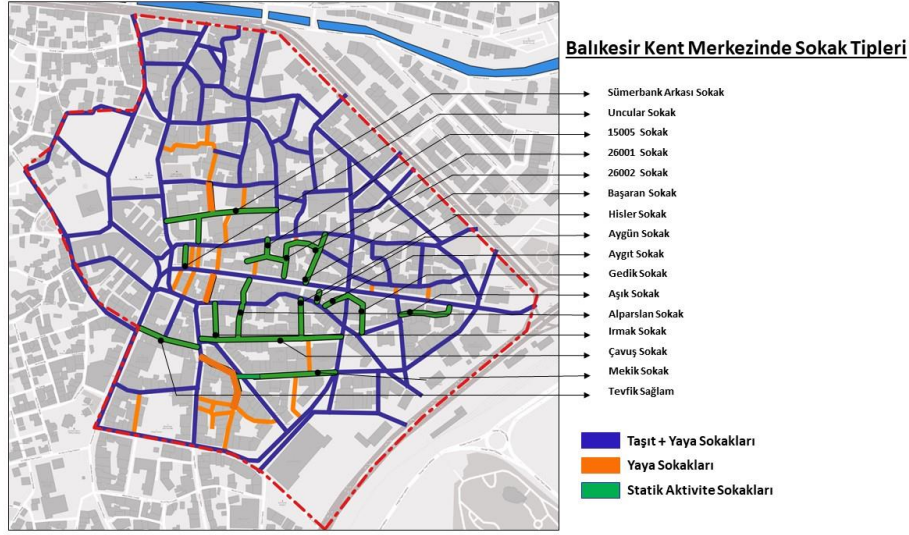 Balıkesir Kent Merkezinde Sokak Tipleri
Sümerbank Arkası Sokak
Uncular Sokak
15005 Sokak
26001 Sokak
26002 Sokak
Başaran Sokak
Hisler Sokak
Aygün Sokak
Aygıt Sokak
Gedik Sokak
Aşık Sokak
Alparslan Sokak
Irmak Sokak
Çavuş Sokak
Mekik Sokak
Tevfik Sağlam
Taşıt + Yaya Sokakları
Yaya Sokakları
Statik Aktivite Sokakları